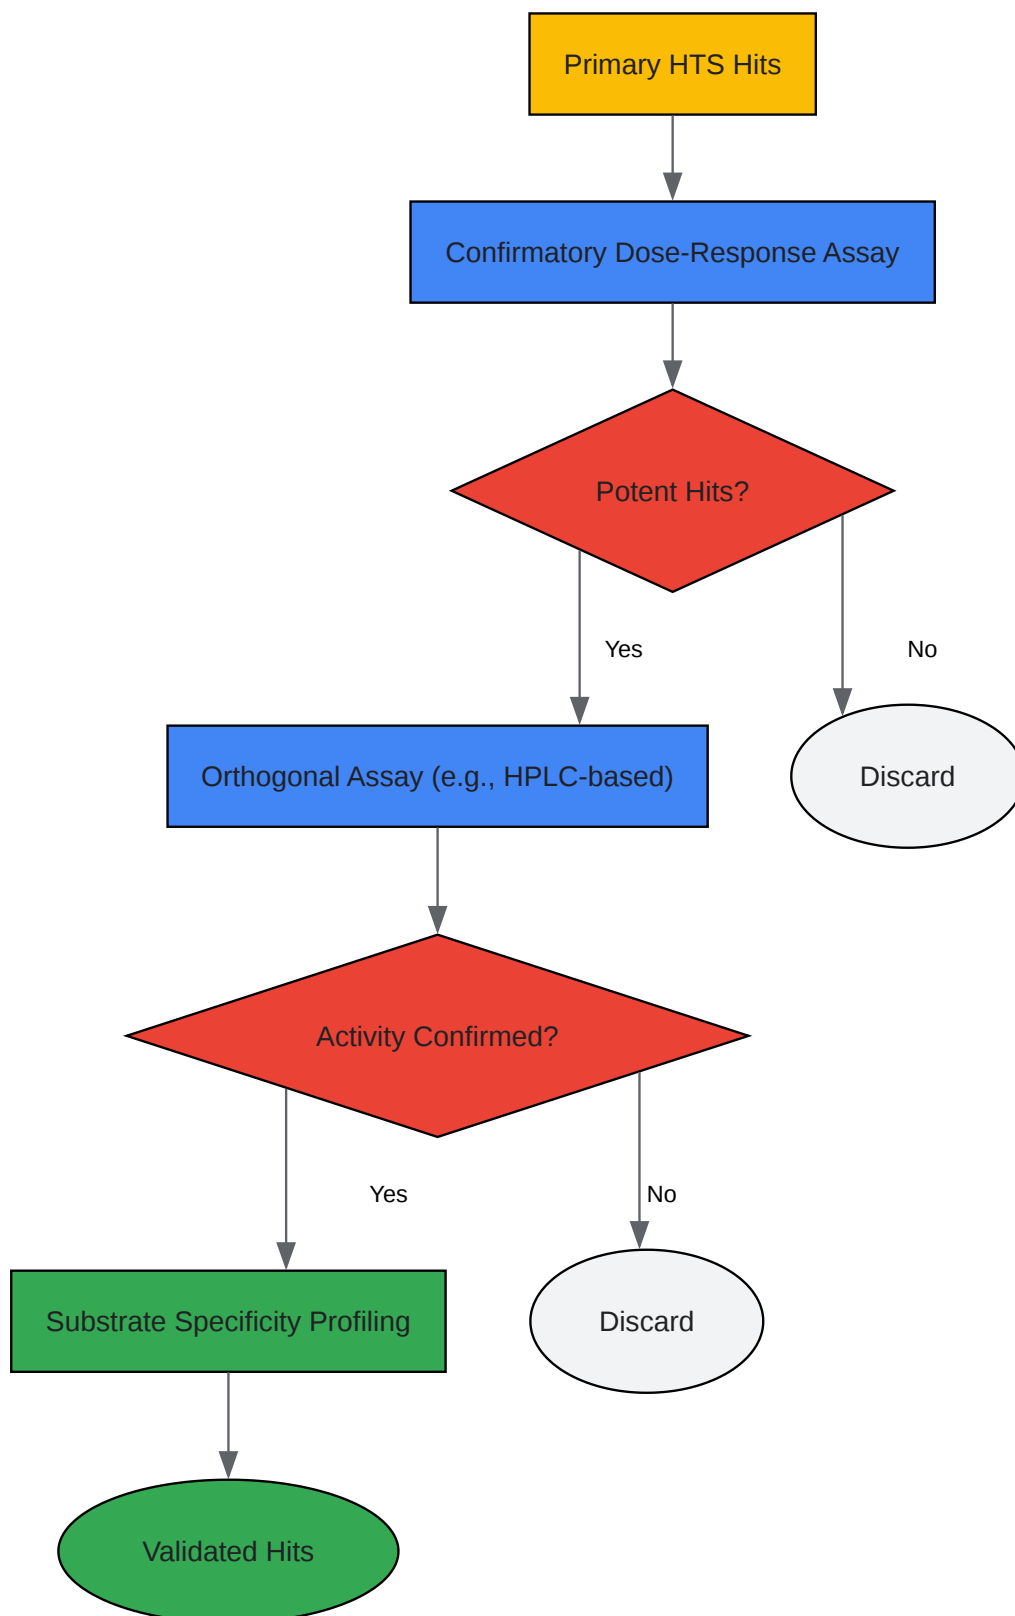 Primary HTS Hits
Confirmatory Dose-Response Assay
Potent Hits?
Yes
No
Orthogonal Assay (e.g., HPLC-based)
Discard
Activity Confirmed?
Yes
No
Substrate Specificity Profiling
Discard
Validated Hits